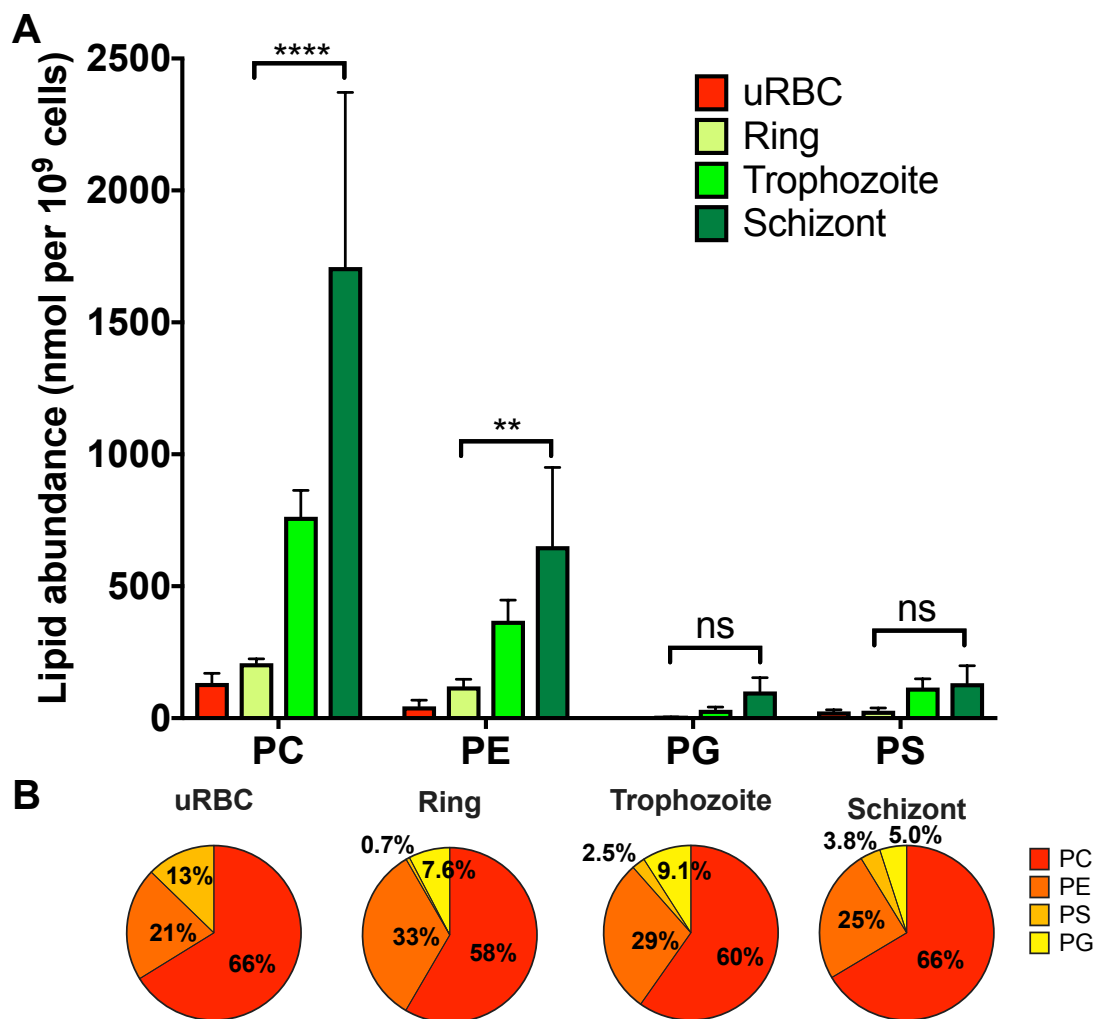 A
Lipid abundance (nmol per 10⁹ cells)
2500
2000
1500
1000
500
0
****
**
ns
ns
uRBC
Ring
Trophozoite
Schizont
PC PE PG PS
B
uRBC
13%
21%
66%
Ring
0.7%
7.6%
33%
58%
Trophozoite
2.5%
9.1%
29%
60%
Schizont
3.8%
5.0%
25%
66%
PC
PE
PS
PG